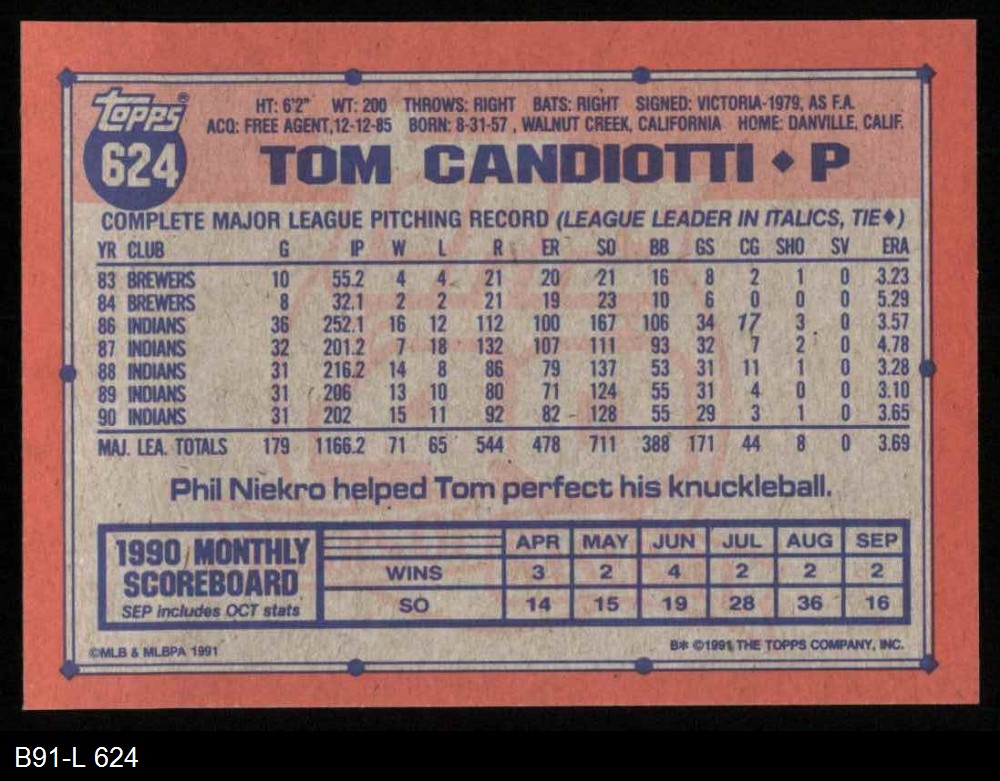 topps®
624
HT: 6'2" WT: 200 THROWS: RIGHT BATS: RIGHT SIGNED: VICTORIA-1979, AS F.A.
ACQ: FREE AGENT,12-12-85 BORN: 8-31-57 , WALNUT CREEK, CALIFORNIA HOME: DANVILLE, CALIF.
TOM CANDIOTTI ♦ P
COMPLETE MAJOR LEAGUE PITCHING RECORD (LEAGUE LEADER IN ITALICS, TIE♦)
YR CLUB G IP W L R ER SO BB GS CG SHO SV ERA
83 BREWERS 10 55.2 4 4 21 20 21 16 8 2 1 0 3.23
84 BREWERS 8 32.1 2 2 21 19 23 10 6 0 0 0 5.29
86 INDIANS 36 252.1 16 12 112 100 167 106 34 17 3 0 3.57
87 INDIANS 32 201.2 7 18 132 107 111 93 32 7 2 0 4.78
88 INDIANS 31 216.2 14 8 86 79 137 53 31 11 1 0 3.28
89 INDIANS 31 206 13 10 80 71 124 55 31 4 0 0 3.10
90 INDIANS 31 202 15 11 92 82 128 55 29 3 1 0 3.65
MAJ. LEA. TOTALS 179 1166.2 71 65 544 478 711 388 171 44 8 0 3.69
Phil Niekro helped Tom perfect his knuckleball.
1990 MONTHLY
SCOREBOARD
SEP includes OCT stats
APR MAY JUN JUL AUG SEP
WINS 3 2 4 2 2 2
SO 14 15 19 28 36 16
©MLB & MLBPA 1991
B* ©1991 THE TOPPS COMPANY, INC.
B91-L 624